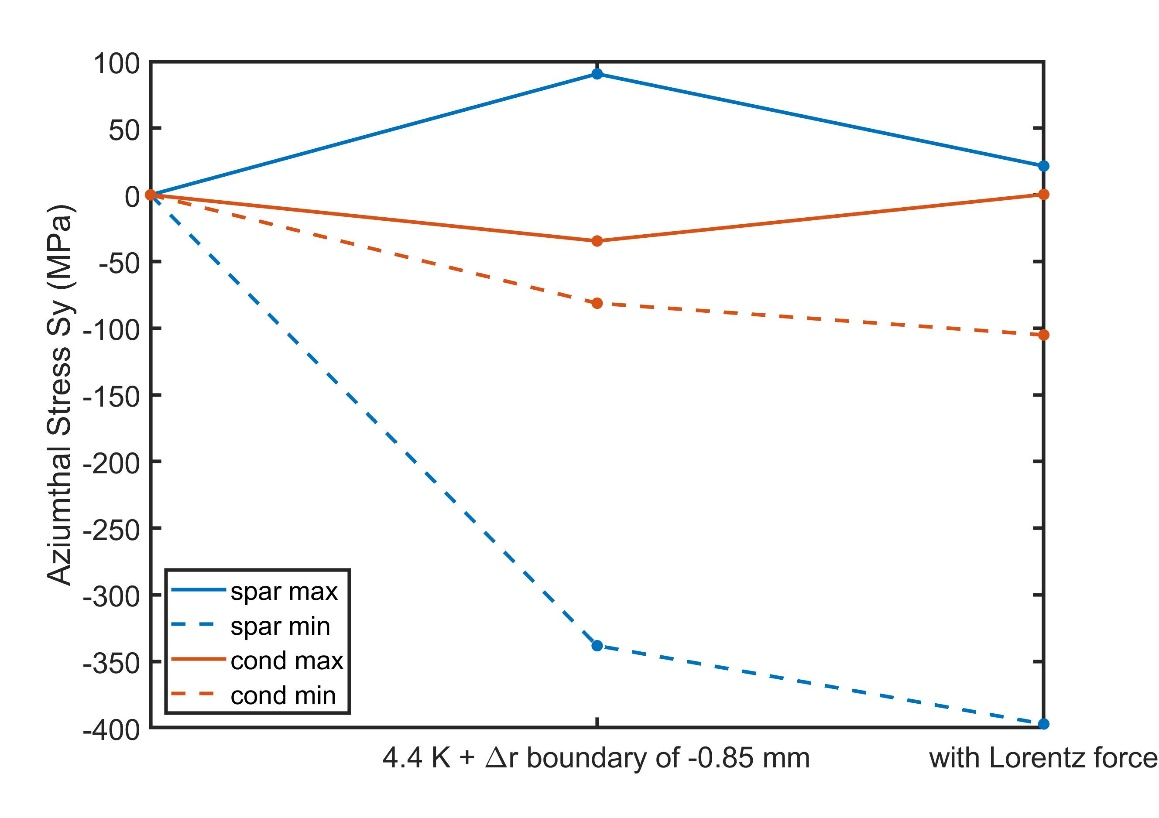 100
50
0
-50
-100
-150
-200
-250
-300
-350
-400
Aziumthal Stress Sy (MPa)
spar max
spar min
cond max
cond min
4.4 K + Δr boundary of -0.85 mm
with Lorentz force